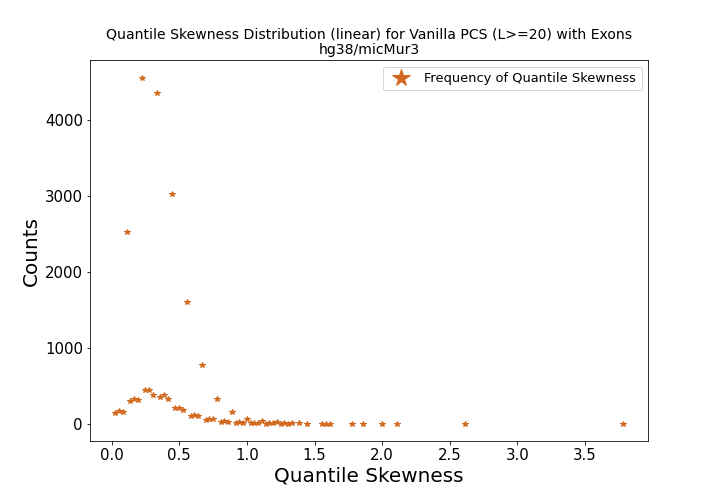 Quantile Skewness Distribution (linear) for Vanilla PCS (L>=20) with Exons
hg38/micMur3
Frequency of Quantile Skewness
4000
3000
2000
1000
0
Counts
0.0 0.5 1.0 1.5 2.0 2.5 3.0 3.5
Quantile Skewness